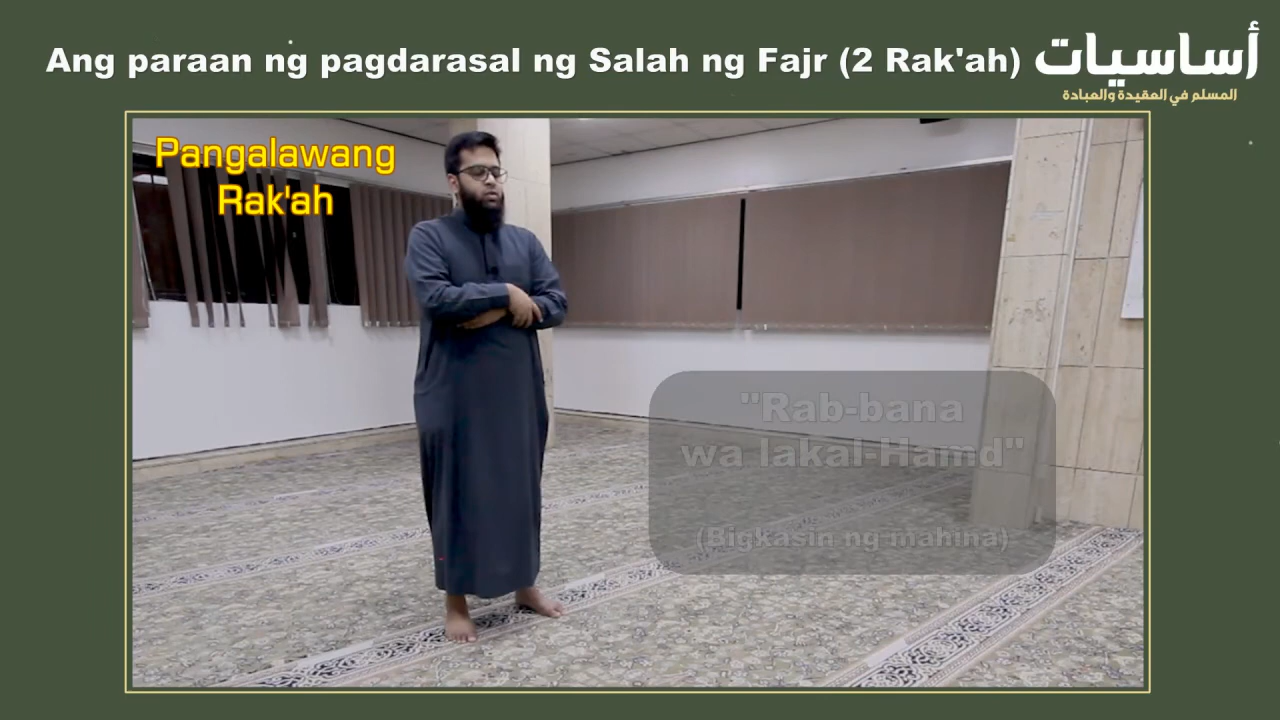 Ang paraan ng pagdarasal ng Salah ng Fajr (2 Rak'ah)
أساسيات
المسلم في العقيدة والعبادة
Pangalawang
Rak'ah
"Rab-bana
wa lakal-Hamd"
(Bigkasin ng mahina)